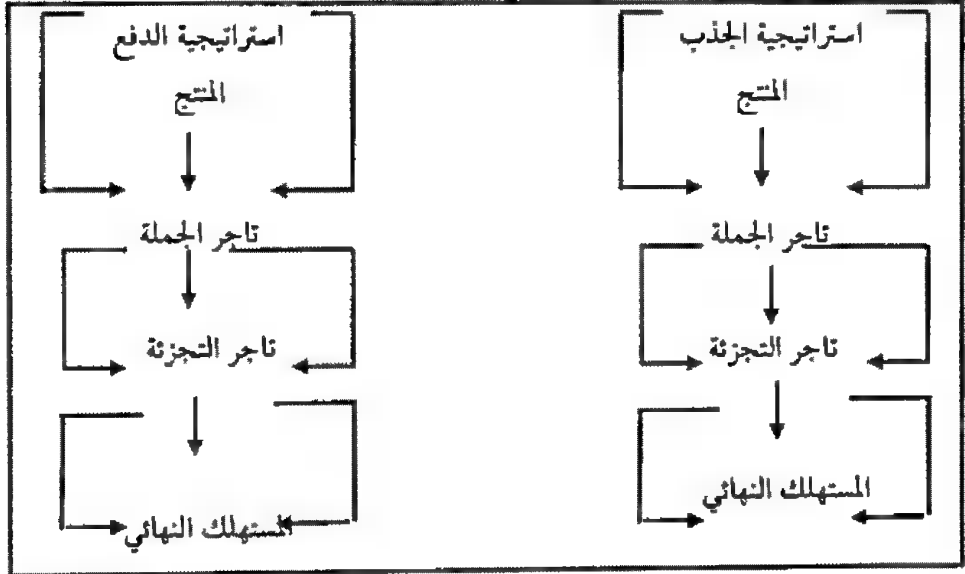 استراتيجية الجذب
المنتج
تاجر الجملة
تاجر التجزئة
المستهلك النهائي
استراتيجية الدفع
المنتج
تاجر الجملة
تاجر التجزئة
المستهلك النهائي